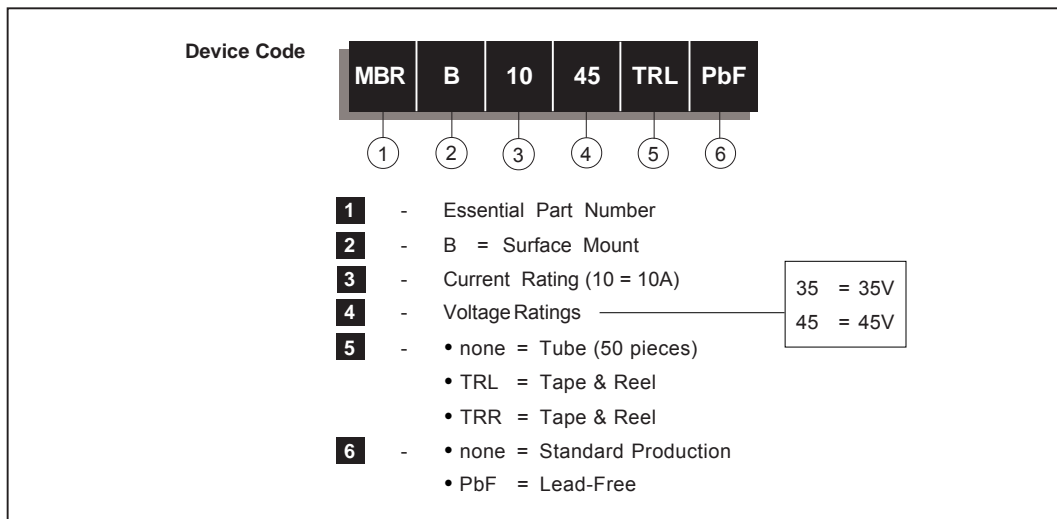 Device Code
MBR B 10 45 TRL PbF
1 2 3 4 5 6
1 - Essential Part Number
2 - B = Surface Mount
3 - Current Rating (10 = 10A)
4 - Voltage Ratings
35 = 35V
45 = 45V
5 - • none = Tube (50 pieces)
• TRL = Tape & Reel
• TRR = Tape & Reel
6 - • none = Standard Production
• PbF = Lead-Free